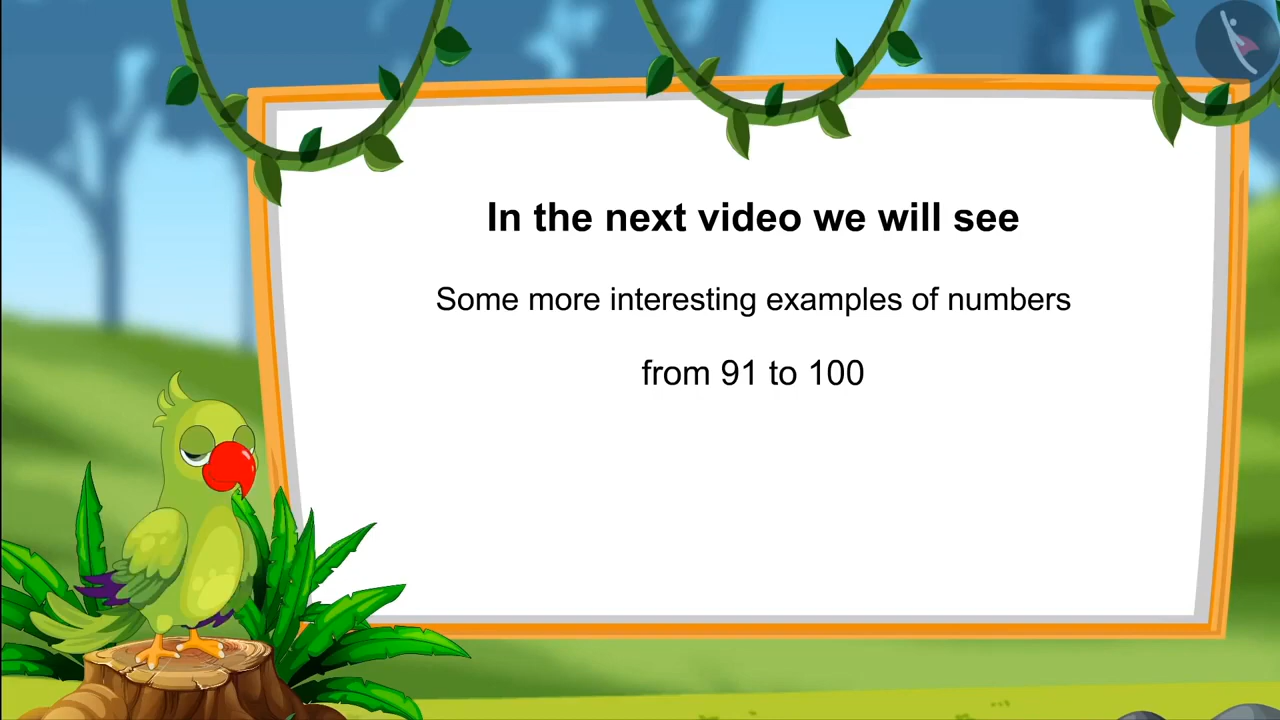 In the next video we will see
Some more interesting examples of numbers
from 91 to 100